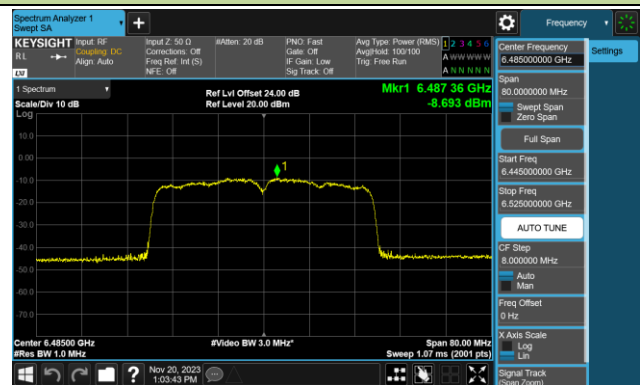 Spectrum Analyzer 1
Swept SA
Frequency
KEYSIGHT
RL
LXI
Input: RF
Coupling: DC
Align: Auto
Input Z: 50 Ω
Corrections: Off
Freq Ref: Int (S)
NFE: Off
#Atten: 20 dB
PNO: Fast
Gate: Off
IF Gain: Low
Sig Track: Off
Avg Type: Power (RMS)
Avg|Hold: 100/100
Trig: Free Run
1 2 3 4 5 6
A W W W W W
A N N N N N
Center Frequency
6.485000000 GHz
Settings
Span
80.0000000 MHz
Swept Span
Zero Span
Full Span
Start Freq
6.445000000 GHz
Stop Freq
6.525000000 GHz
AUTO TUNE
CF Step
8.000000 MHz
Auto
Man
Freq Offset
0 Hz
X Axis Scale
Log
Lin
Signal Track
(Span Zoom)
1 Spectrum
Scale/Div 10 dB
Log
Ref Lvl Offset 24.00 dB
Ref Level 20.00 dBm
Mkr1 6.487 36 GHz
-8.693 dBm
10.0
0.00
-10.0
-20.0
-30.0
-40.0
-50.0
-60.0
-70.0
1
Center 6.48500 GHz
#Res BW 1.0 MHz
#Video BW 3.0 MHz*
Span 80.00 MHz
Sweep 1.07 ms (2001 pts)
Nov 20, 2023
1:03:43 PM